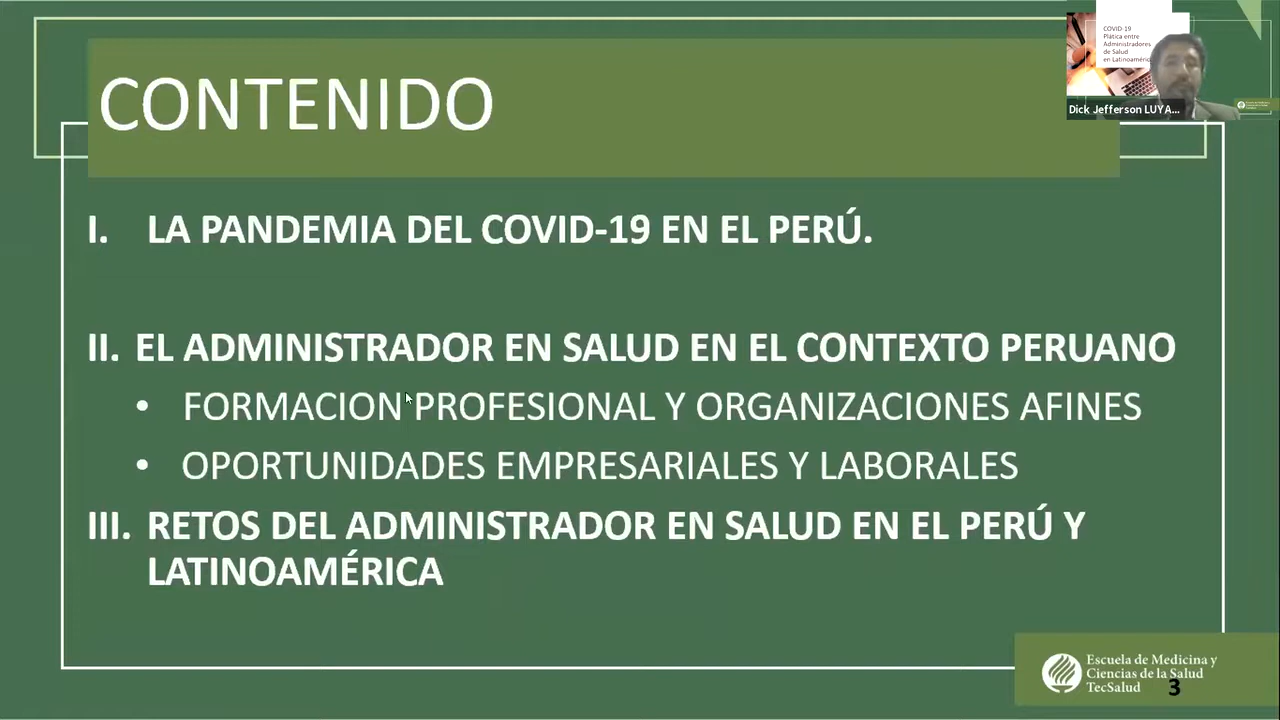 COVID 19
Plática entre
Administradores
de Salud
en Latinoaméric
Dick Jefferson LUYA...
CONTENIDO
I. LA PANDEMIA DEL COVID-19 EN EL PERÚ.
II. EL ADMINISTRADOR EN SALUD EN EL CONTEXTO PERUANO
• FORMACION PROFESIONAL Y ORGANIZACIONES AFINES
• OPORTUNIDADES EMPRESARIALES Y LABORALES
III. RETOS DEL ADMINISTRADOR EN SALUD EN EL PERÚ Y
LATINOAMÉRICA
Escuela de Medicina y
Ciencias de la Salud
TecSalud
3